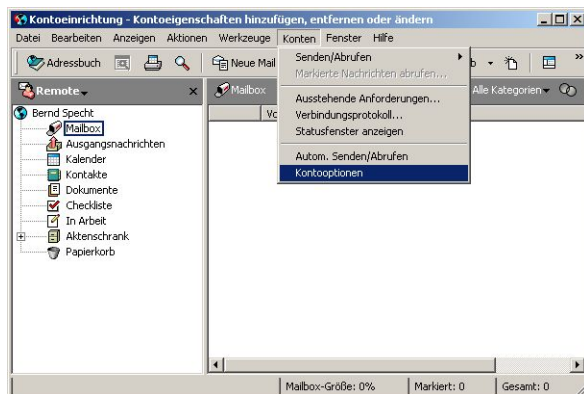 Kontoeinrichtung - Kontoeigenschaften hinzufügen, entfernen oder ändern
Datei Bearbeiten Anzeigen Aktionen Werkzeuge Konten Fenster Hilfe
Adressbuch Neue Mail
Senden/Abrufen
Markierte Nachrichten abrufen...
Ausstehende Anforderungen...
Verbindungsprotokoll...
Statusfenster anzeigen
Autom. Senden/Abrufen
Kontooptionen
Remote
Mailbox Alle Kategorien
Bernd Specht
Mailbox
Ausgangsnachrichten
Kalender
Kontakte
Dokumente
Checkliste
In Arbeit
Aktenschrank
Papierkorb
Mailbox-Größe: 0% Markiert: 0 Gesamt: 0